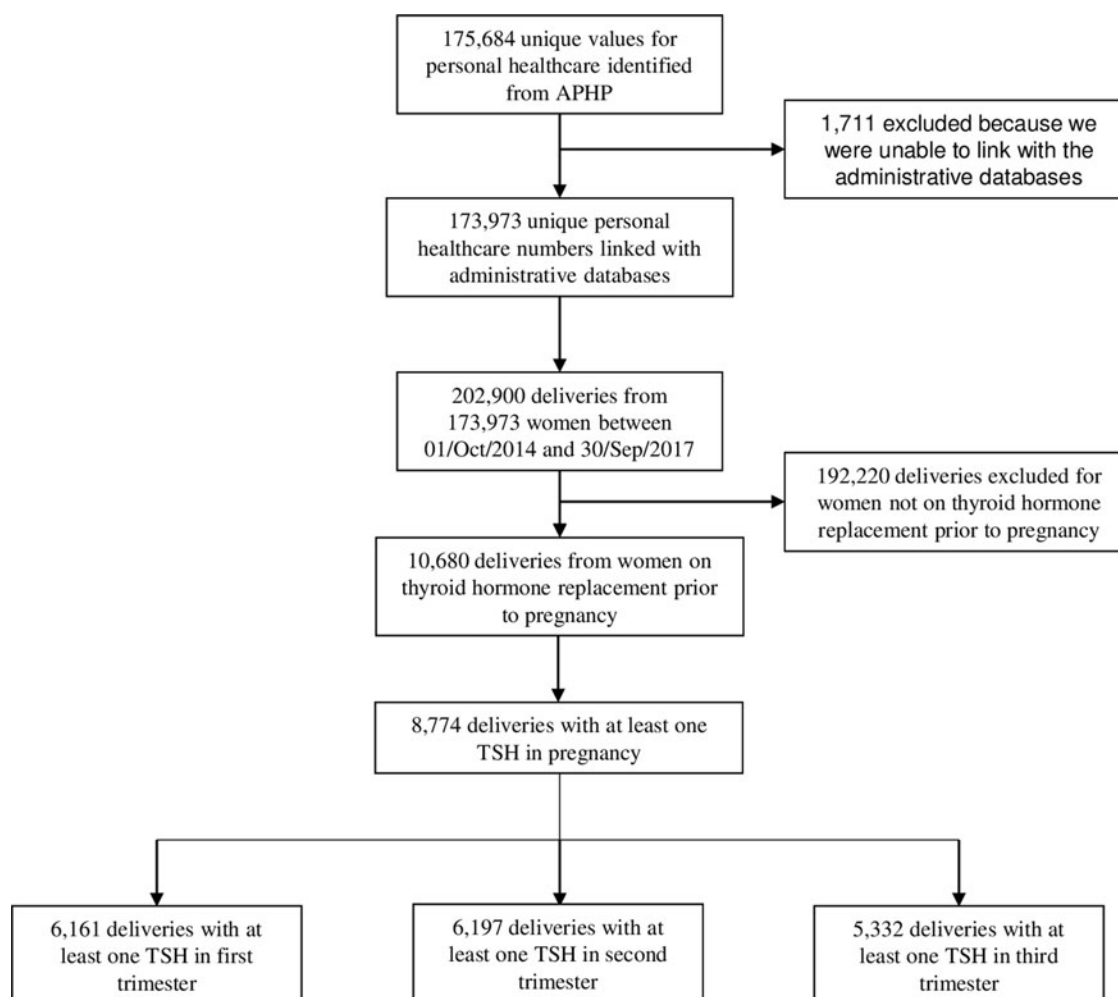 175,684 unique values for
personal healthcare identified
from APHP
1,711 excluded because we
were unable to link with the
administrative databases
173,973 unique personal
healthcare numbers linked with
administrative databases
202,900 deliveries from
173,973 women between
01/Oct/2014 and 30/Sep/2017
192,220 deliveries excluded for
women not on thyroid hormone
replacement prior to pregnancy
10,680 deliveries from women on
thyroid hormone replacement prior
to pregnancy
8,774 deliveries with at least one
TSH in pregnancy
6,161 deliveries with at
least one TSH in first
trimester
6,197 deliveries with at
least one TSH in second
trimester
5,332 deliveries with at
least one TSH in third
trimester